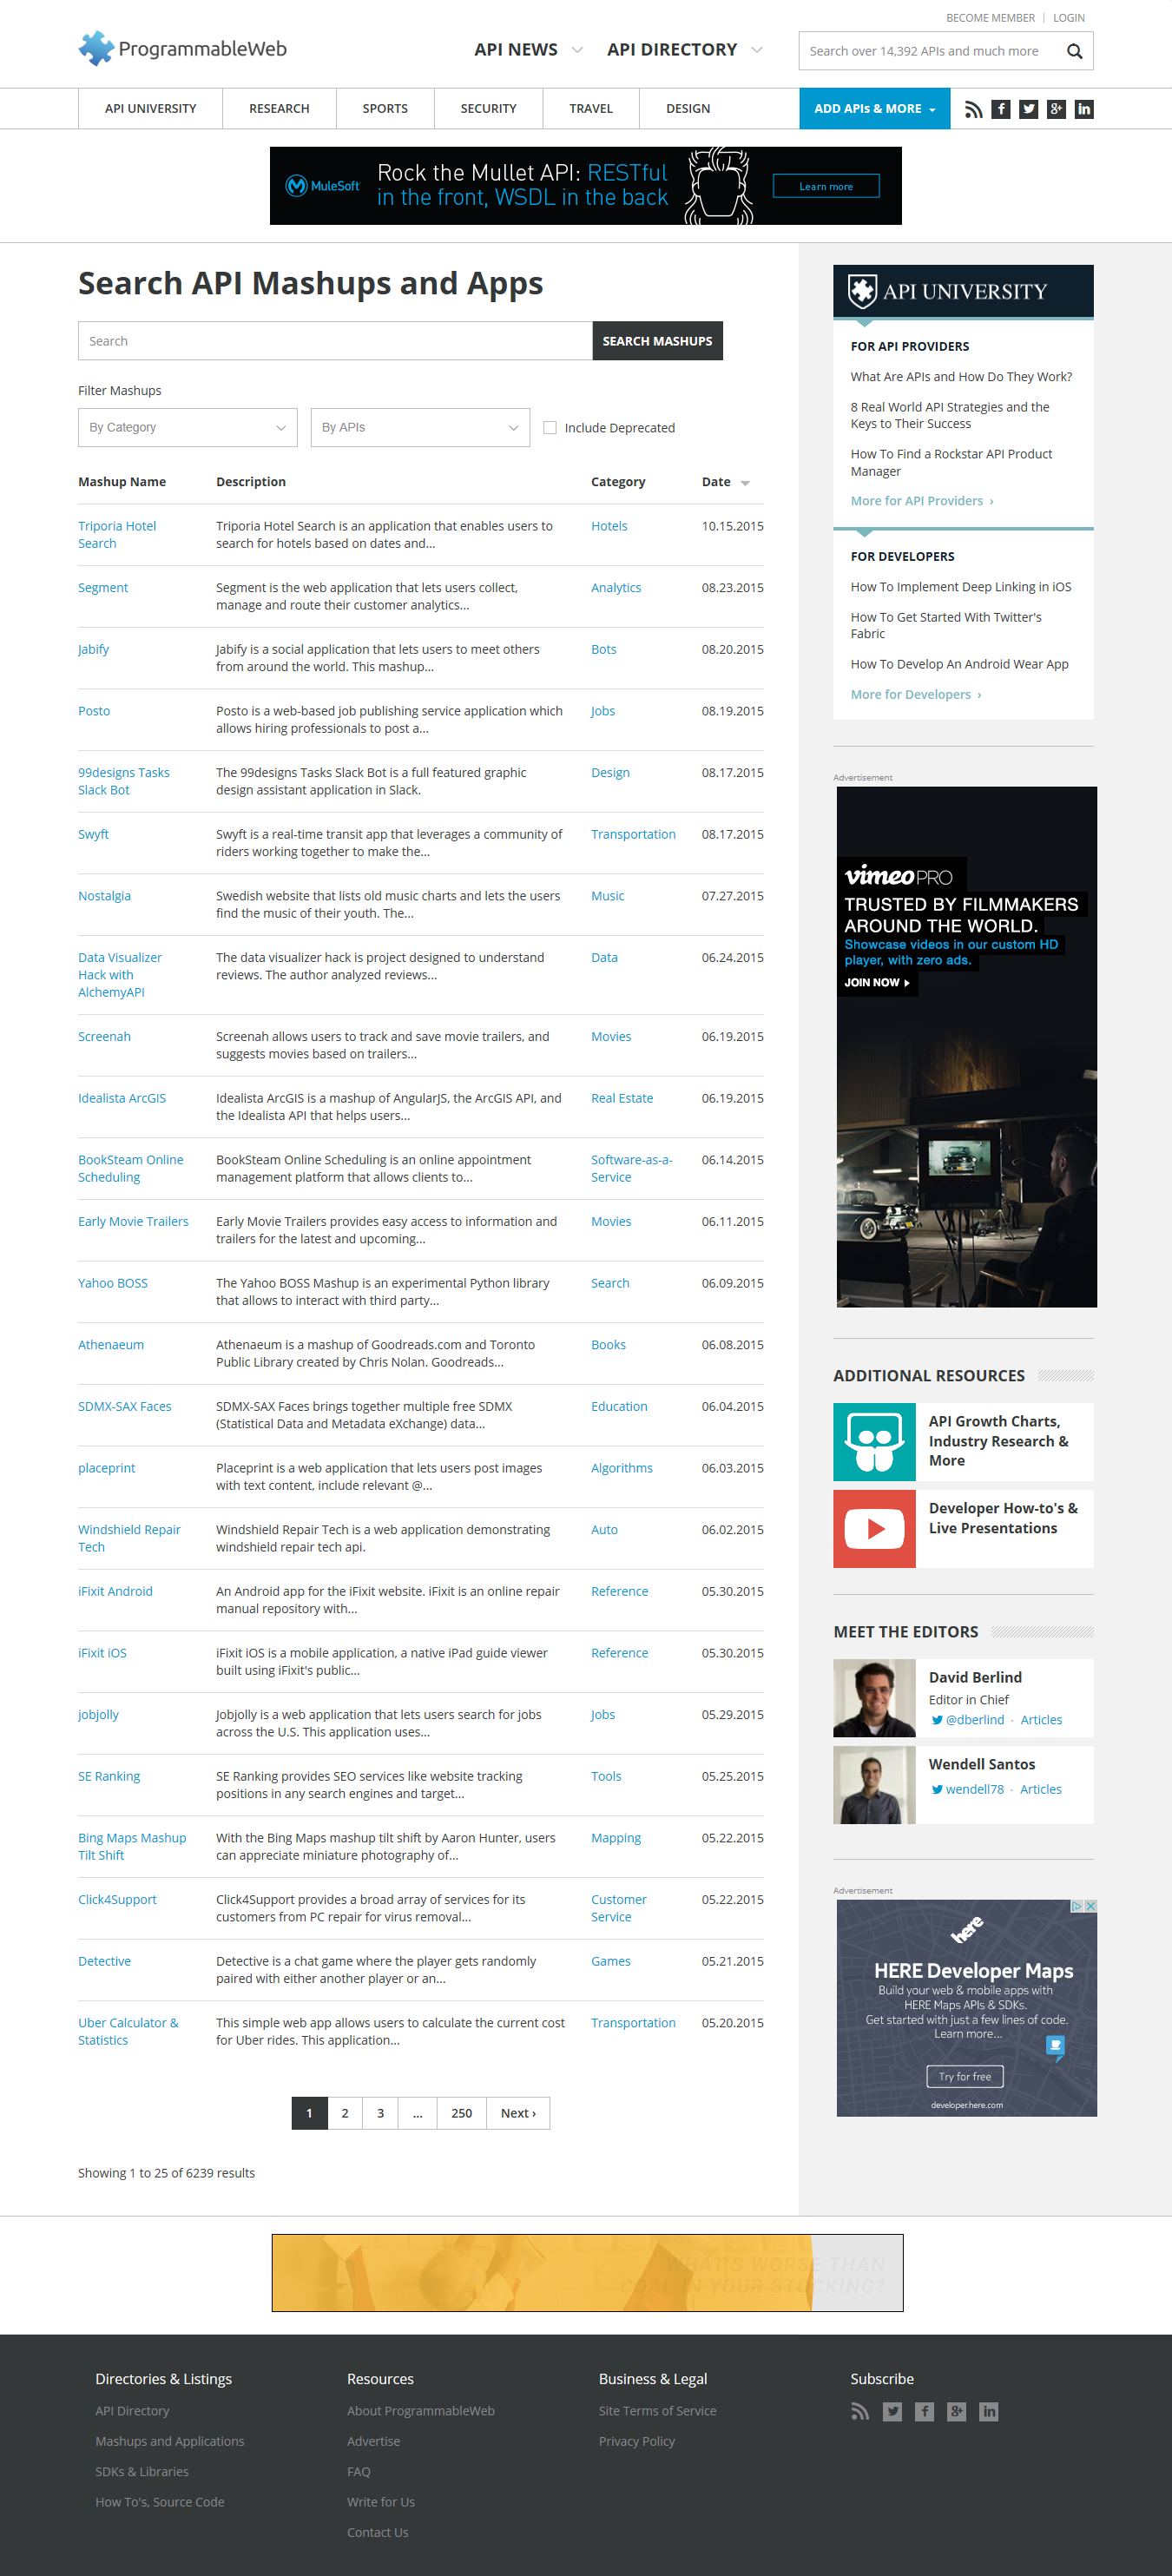 BECOME MEMBER | LOGIN
ProgrammableWeb
API NEWS
API DIRECTORY
Search over 14,392 APIs and much more
API UNIVERSITY
RESEARCH
SPORTS
SECURITY
TRAVEL
DESIGN
ADD APIs & MORE
MuleSoft
Rock the Mullet API: RESTful
in the front, WSDL in the back
Learn more
Search API Mashups and Apps
Search
SEARCH MASHUPS
Filter Mashups
By Category
By APIs
Include Deprecated
Mashup Name Description Category Date
Triporia Hotel
Search
Triporia Hotel Search is an application that enables users to
search for hotels based on dates and...
Hotels
10.15.2015
Segment
Segment is the web application that lets users collect,
manage and route their customer analytics...
Analytics
08.23.2015
Jabify
Jabify is a social application that lets users to meet others
from around the world. This mashup...
Bots
08.20.2015
Posto
Posto is a web-based job publishing service application which
allows hiring professionals to post a...
Jobs
08.19.2015
99designs Tasks
Slack Bot
The 99designs Tasks Slack Bot is a full featured graphic
design assistant application in Slack.
Design
08.17.2015
Swyft
Swyft is a real-time transit app that leverages a community of
riders working together to make the...
Transportation
08.17.2015
Nostalgia
Swedish website that lists old music charts and lets the users
find the music of their youth. The...
Music
07.27.2015
Data Visualizer
Hack with
AlchemyAPI
The data visualizer hack is project designed to understand
reviews. The author analyzed reviews...
Data
06.24.2015
Screenah
Screenah allows users to track and save movie trailers, and
suggests movies based on trailers...
Movies
06.19.2015
Idealista ArcGIS
Idealista ArcGIS is a mashup of AngularJS, the ArcGIS API, and
the Idealista API that helps users...
Real Estate
06.19.2015
BookSteam Online
Scheduling
BookSteam Online Scheduling is an online appointment
management platform that allows clients to...
Software-as-a-
Service
06.14.2015
Early Movie Trailers
Early Movie Trailers provides easy access to information and
trailers for the latest and upcoming...
Movies
06.11.2015
Yahoo BOSS
The Yahoo BOSS Mashup is an experimental Python library
that allows to interact with third party...
Search
06.09.2015
Athenaeum
Athenaeum is a mashup of Goodreads.com and Toronto
Public Library created by Chris Nolan. Goodreads...
Books
06.08.2015
SDMX-SAX Faces
SDMX-SAX Faces brings together multiple free SDMX
(Statistical Data and Metadata eXchange) data...
Education
06.04.2015
placeprint
Placeprint is a web application that lets users post images
with text content, include relevant @...
Algorithms
06.03.2015
Windshield Repair
Tech
Windshield Repair Tech is a web application demonstrating
windshield repair tech api.
Auto
06.02.2015
iFixit Android
An Android app for the iFixit website. iFixit is an online repair
manual repository with...
Reference
05.30.2015
iFixit iOS
iFixit iOS is a mobile application, a native iPad guide viewer
built using iFixit's public...
Reference
05.30.2015
jobjolly
Jobjolly is a web application that lets users search for jobs
across the U.S. This application uses...
Jobs
05.29.2015
SE Ranking
SE Ranking provides SEO services like website tracking
positions in any search engines and target...
Tools
05.25.2015
Bing Maps Mashup
Tilt Shift
With the Bing Maps mashup tilt shift by Aaron Hunter, users
can appreciate miniature photography of...
Mapping
05.22.2015
Click4Support
Click4Support provides a broad array of services for its
customers from PC repair for virus removal...
Customer
Service
05.22.2015
Detective
Detective is a chat game where the player gets randomly
paired with either another player or an...
Games
05.21.2015
Uber Calculator &
Statistics
This simple web app allows users to calculate the current cost
for Uber rides. This application...
Transportation
05.20.2015
1 2 3 ... 250 Next ›
Showing 1 to 25 of 6239 results
API UNIVERSITY
FOR API PROVIDERS
What Are APIs and How Do They Work?
8 Real World API Strategies and the
Keys to Their Success
How To Find a Rockstar API Product
Manager
More for API Providers ›
FOR DEVELOPERS
How To Implement Deep Linking in iOS
How To Get Started With Twitter's
Fabric
How To Develop An Android Wear App
More for Developers ›
Advertisement
vimeo PRO
TRUSTED BY FILMMAKERS
AROUND THE WORLD.
Showcase videos in our custom HD
player, with zero ads.
JOIN NOW
ADDITIONAL RESOURCES
API Growth Charts,
Industry Research &
More
Developer How-to's &
Live Presentations
MEET THE EDITORS
David Berlind
Editor in Chief
@dberlind · Articles
Wendell Santos
wendell78 · Articles
Advertisement
here
HERE Developer Maps
Build your web & mobile apps with
HERE Maps APIs & SDKs.
Get started with just a few lines of code.
Learn more...
Try for free
developer.here.com
WHAT'S WORSE THAN
COAL IN YOUR STOCKING?
Directories & Listings
API Directory
Mashups and Applications
SDKs & Libraries
How To's, Source Code
Resources
About ProgrammableWeb
Advertise
FAQ
Write for Us
Contact Us
Business & Legal
Site Terms of Service
Privacy Policy
Subscribe